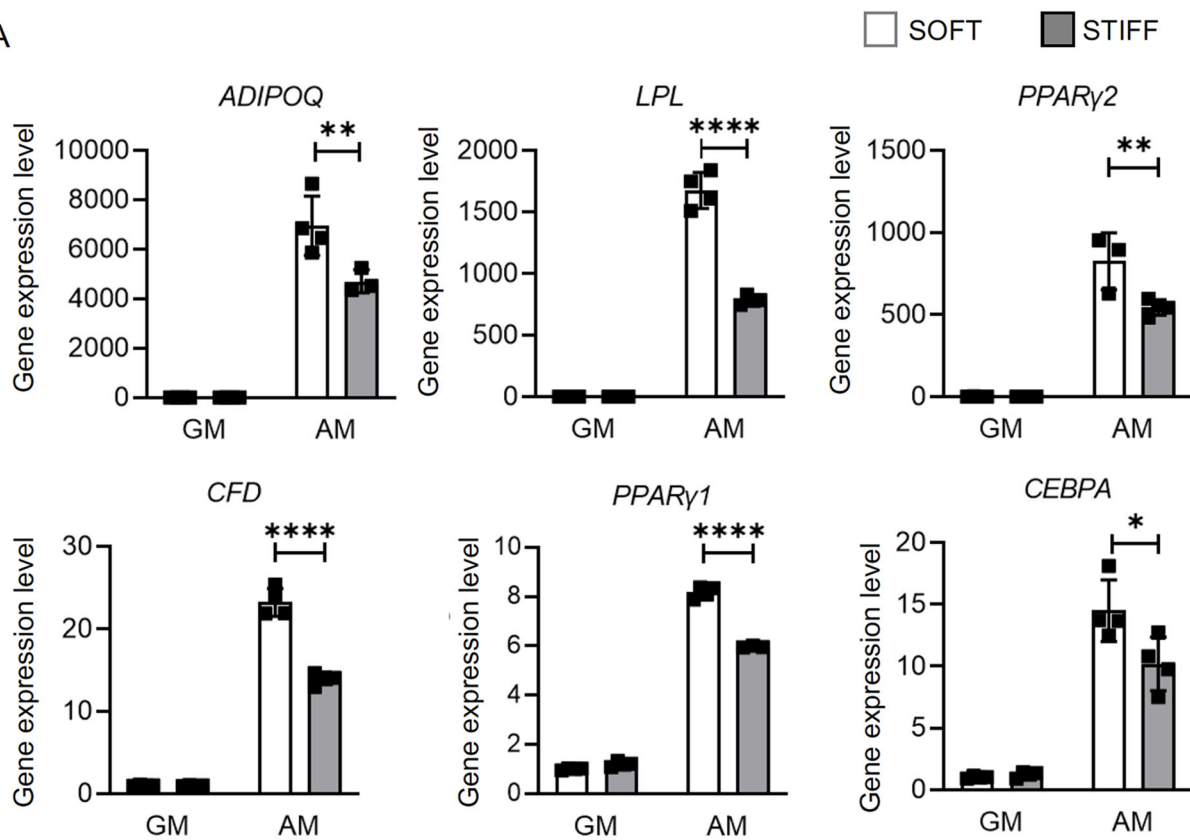 A
SOFT STIFF
ADIPOQ
**
Gene expression level
10000
8000
6000
4000
2000
0
GM AM
LPL
****
Gene expression level
2000
1500
1000
500
0
GM AM
PPARγ2
**
Gene expression level
1500
1000
500
0
GM AM
CFD
****
Gene expression level
30
20
10
0
GM AM
PPARγ1
****
Gene expression level
10
8
6
4
2
0
GM AM
CEBPA
*
Gene expression level
20
15
10
5
0
GM AM